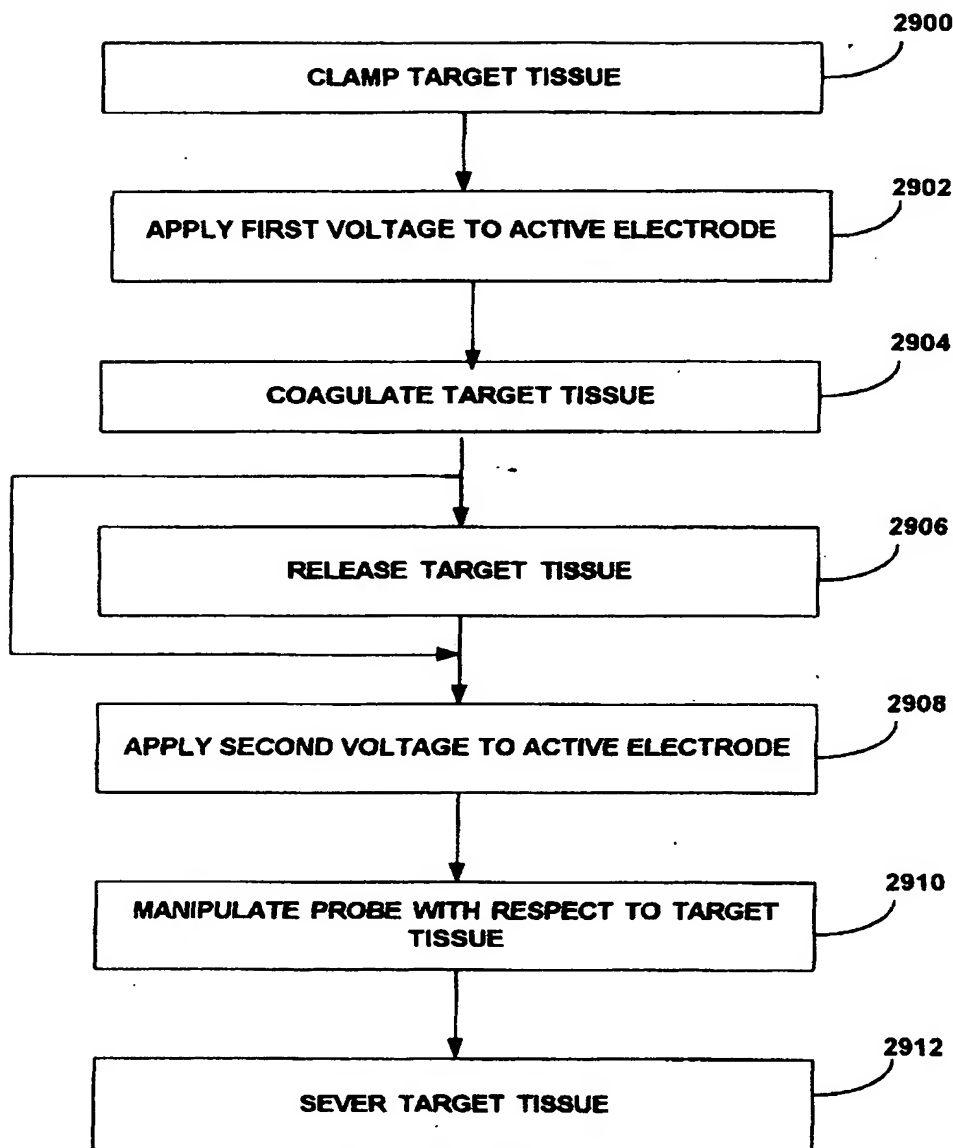 2900
CLAMP TARGET TISSUE
2902
APPLY FIRST VOLTAGE TO ACTIVE ELECTRODE
2904
COAGULATE TARGET TISSUE
2906
RELEASE TARGET TISSUE
2908
APPLY SECOND VOLTAGE TO ACTIVE ELECTRODE
2910
MANIPULATE PROBE WITH RESPECT TO TARGET
TISSUE
2912
SEVER TARGET TISSUE